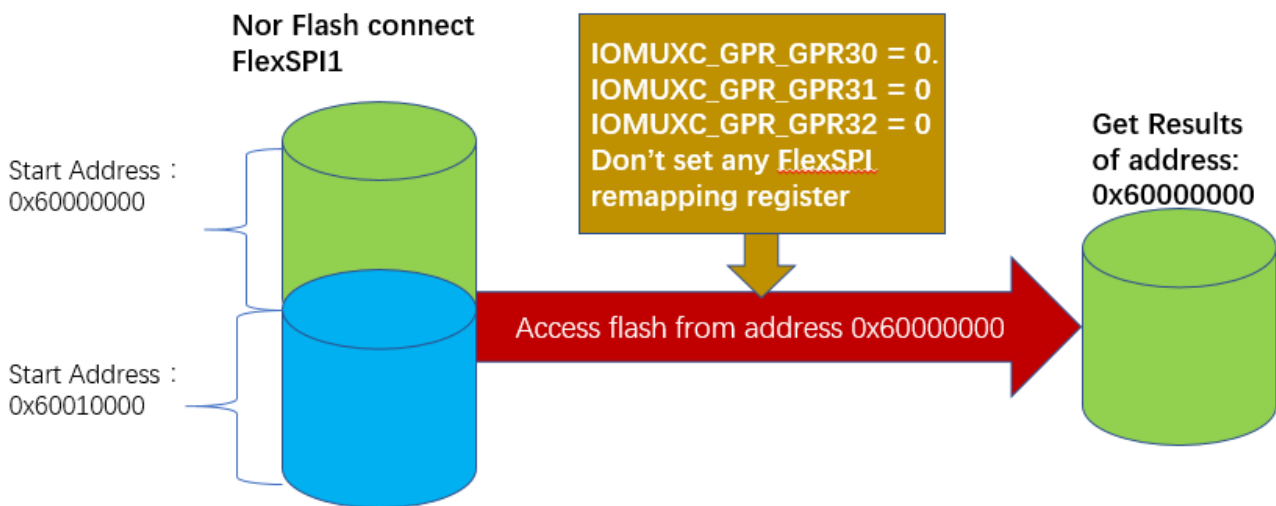 Nor Flash connect
FlexSPI1
IOMUXC_GPR_GPR30 = 0.
IOMUXC_GPR_GPR31 = 0
IOMUXC_GPR_GPR32 = 0
Don’t set any FlexSPI
remapping register
Get Results
of address:
0x60000000
Start Address：
0x60000000
Access flash from address 0x60000000
Start Address：
0x60010000